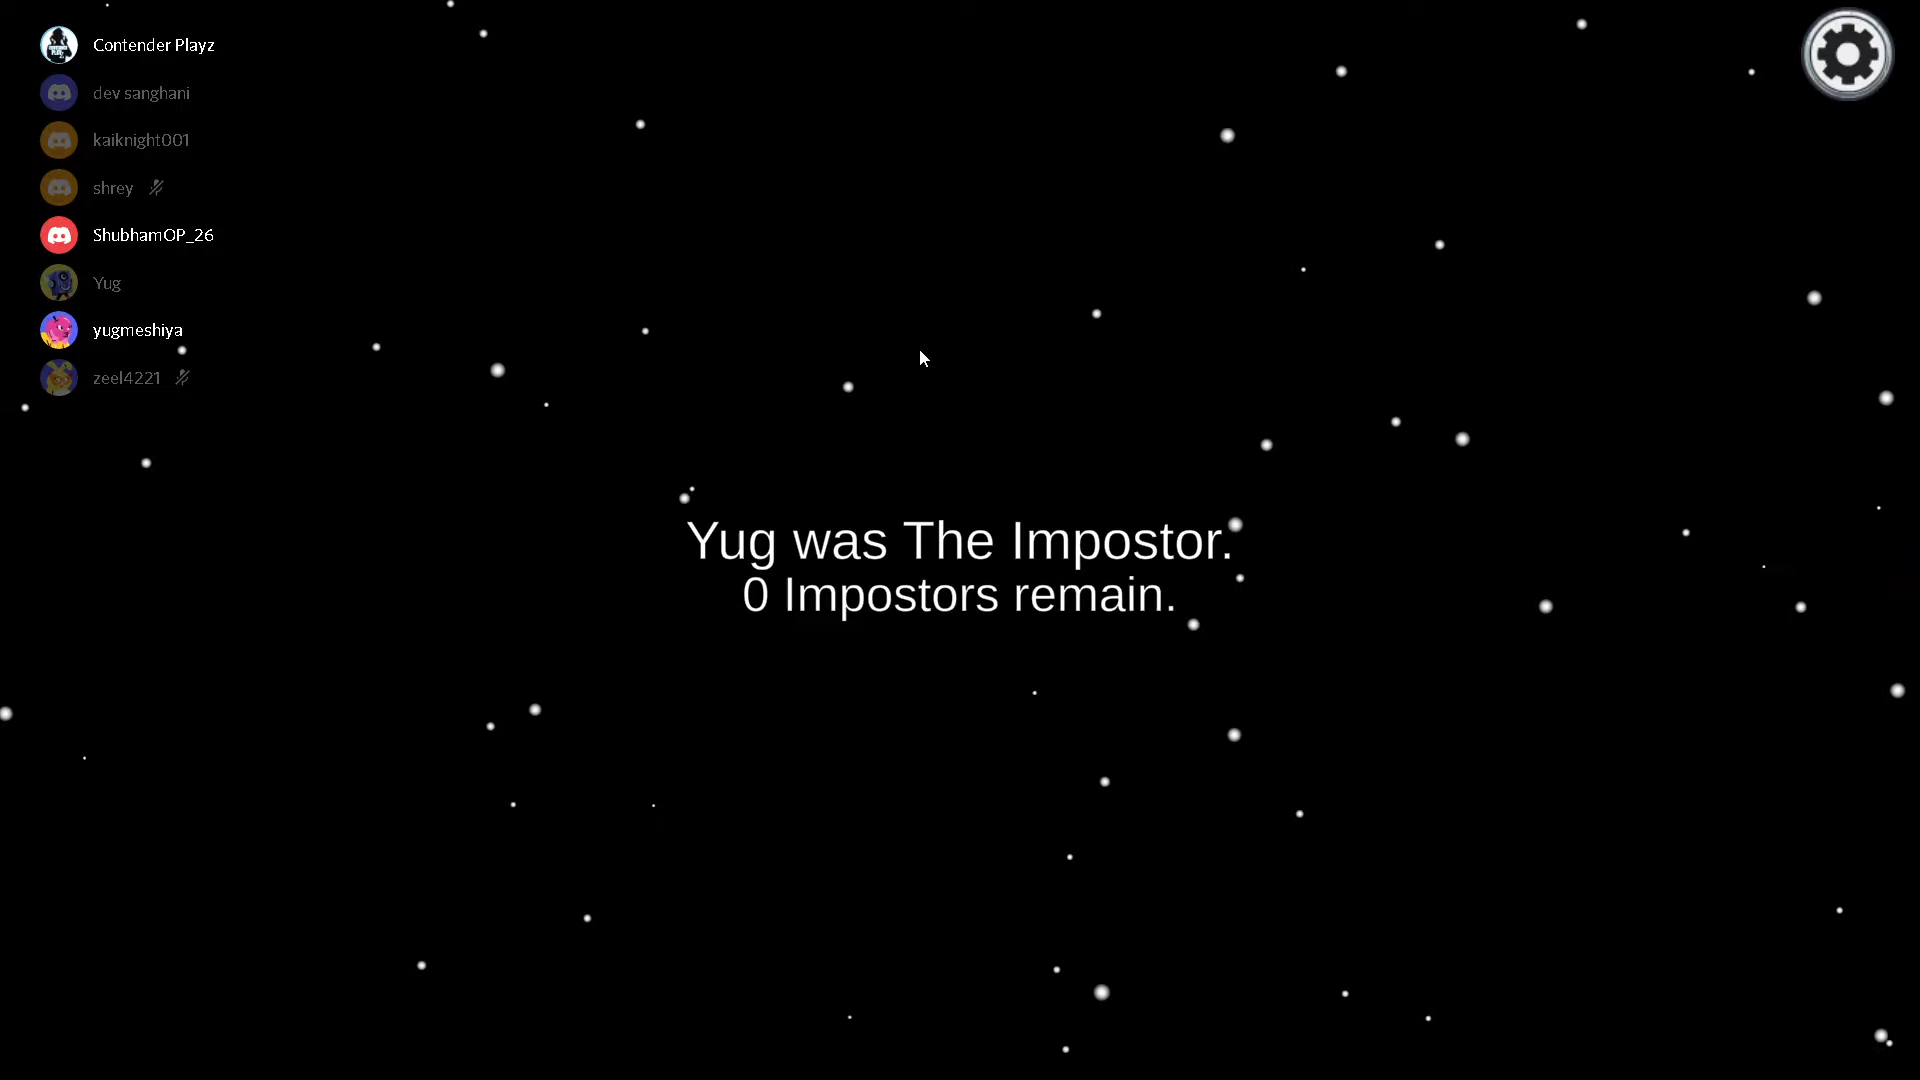 Contender Playz
dev sanghani
kaiknight001
shrey
ShubhamOP_26
Yug
yugmeshiya
zeel4221
Yug was The Impostor.
0 Impostors remain.